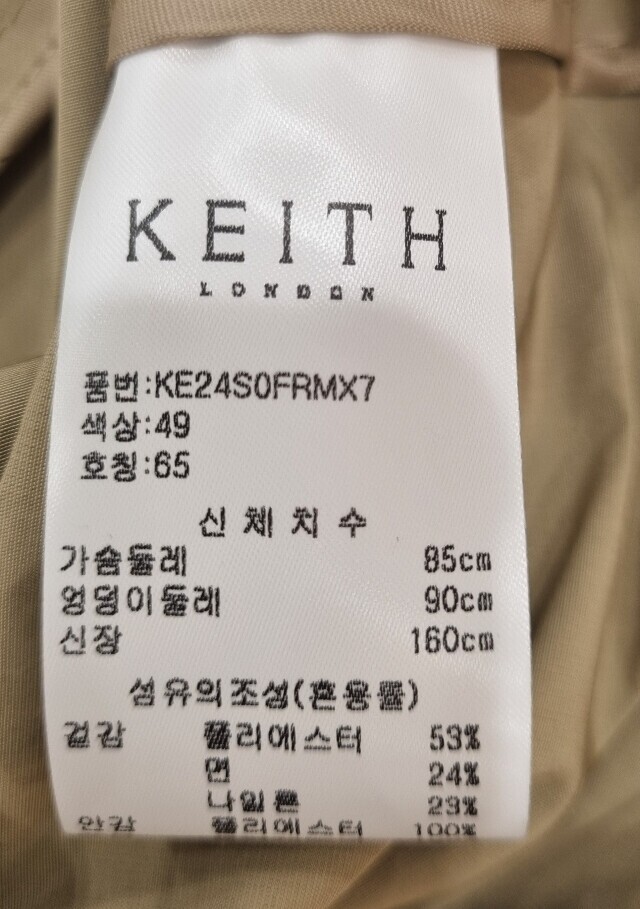 KEITH
LONDON
품번:KE24S0FRMX7
색상:49
호칭:65
신체치수
가슴둘레 85cm
엉덩이둘레 90cm
신장 160cm
섬유의조성(혼용률)
겉감 폴리에스터 53%
면 24%
나일론 23%
안감 폴리에스터 100%